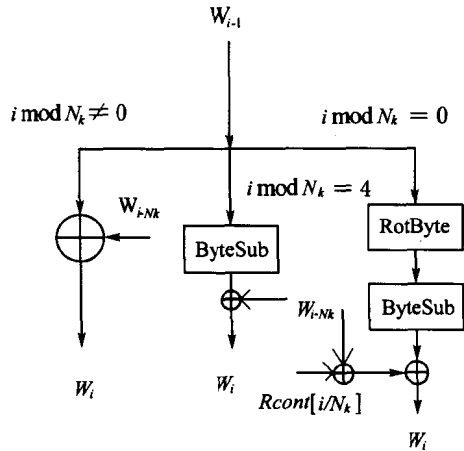 W_{i-1}
i mod N_k ≠ 0
i mod N_k = 0
i mod N_k = 4
W_{i-Nk}
RotByte
ByteSub
ByteSub
W_{i-Nk}
W_i
W_i
Rcont[i/N_k]
W_i